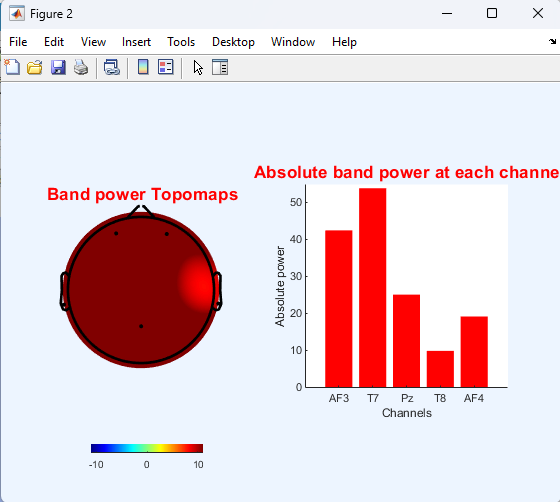 Figure 2
File Edit View Insert Tools Desktop Window Help
Band power Topomaps
-10 0 10
Absolute band power at each channe
Absolute power
50
40
30
20
10
0
AF3 T7 Pz T8 AF4
Channels